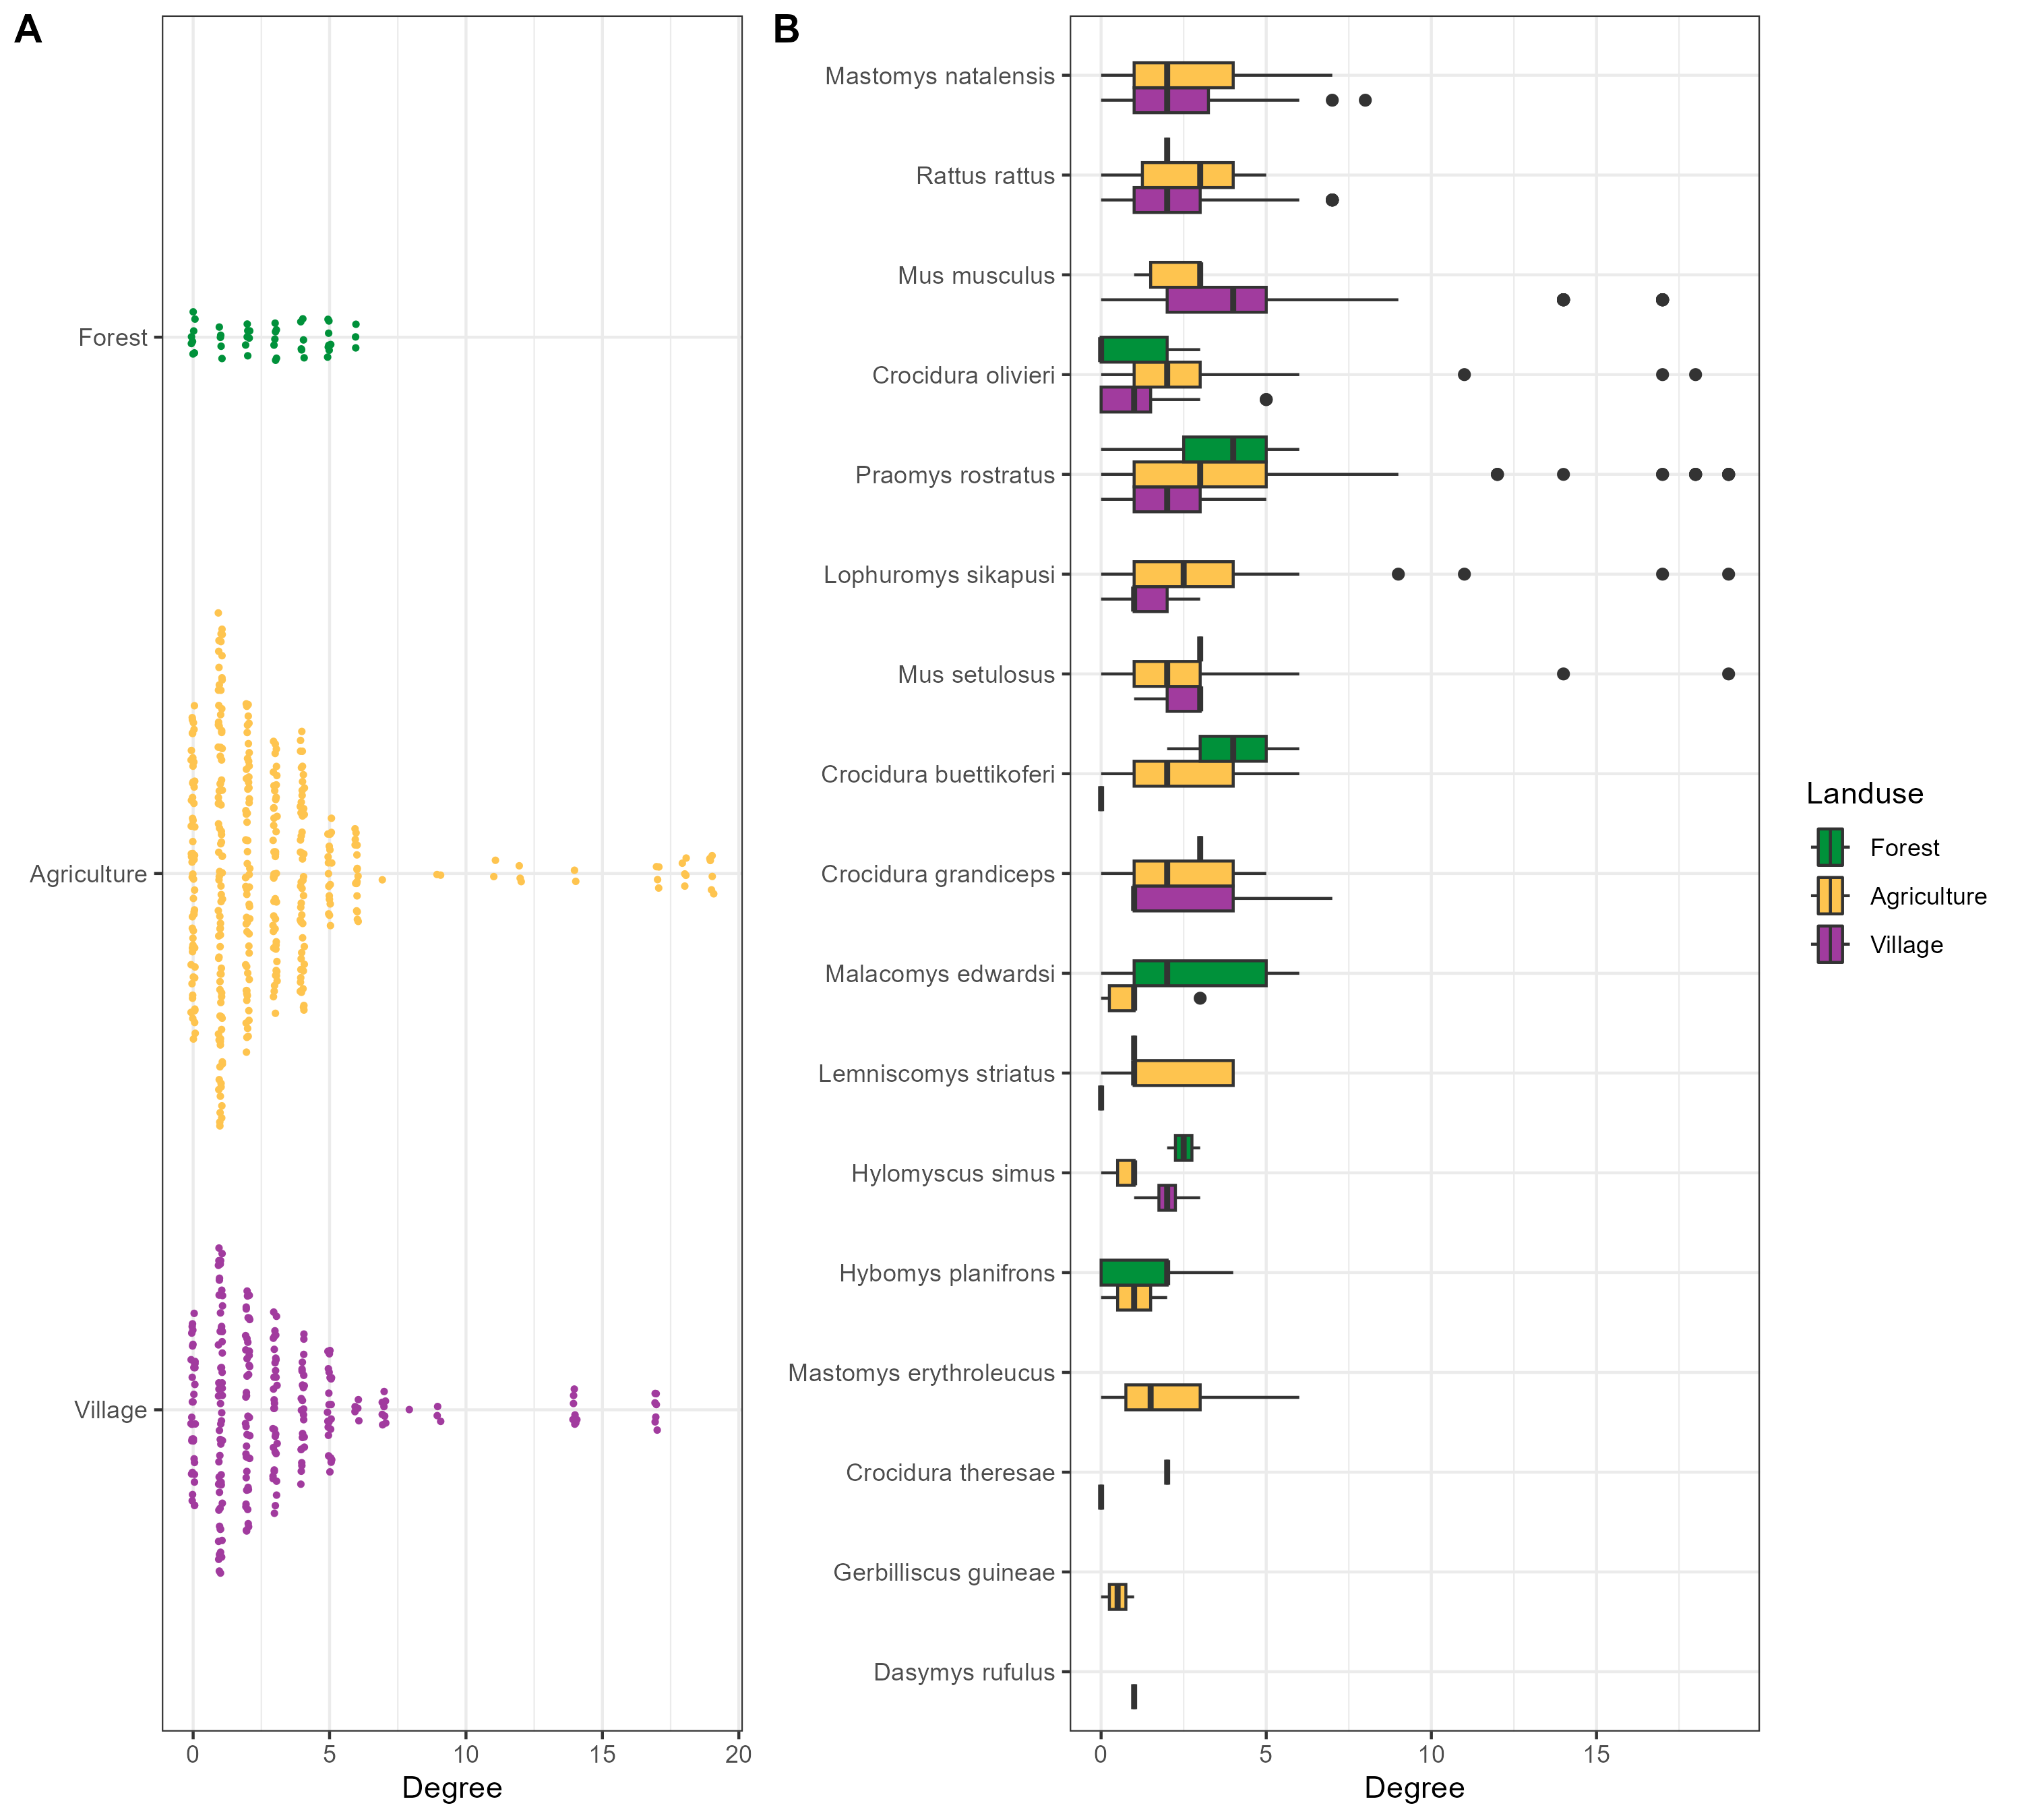 A
Forest
Agriculture
Village
0 5 10 15 20
Degree
B
Mastomys natalensis
Rattus rattus
Mus musculus
Crocidura olivieri
Praomys rostratus
Lophuromys sikapusi
Mus setulosus
Crocidura buettikoferi
Crocidura grandiceps
Malacomys edwardsi
Lemniscomys striatus
Hylomyscus simus
Hybomys planifrons
Mastomys erythroleucus
Crocidura theresae
Gerbilliscus guineae
Dasymys rufulus
0 5 10 15
Degree
Landuse
Forest
Agriculture
Village